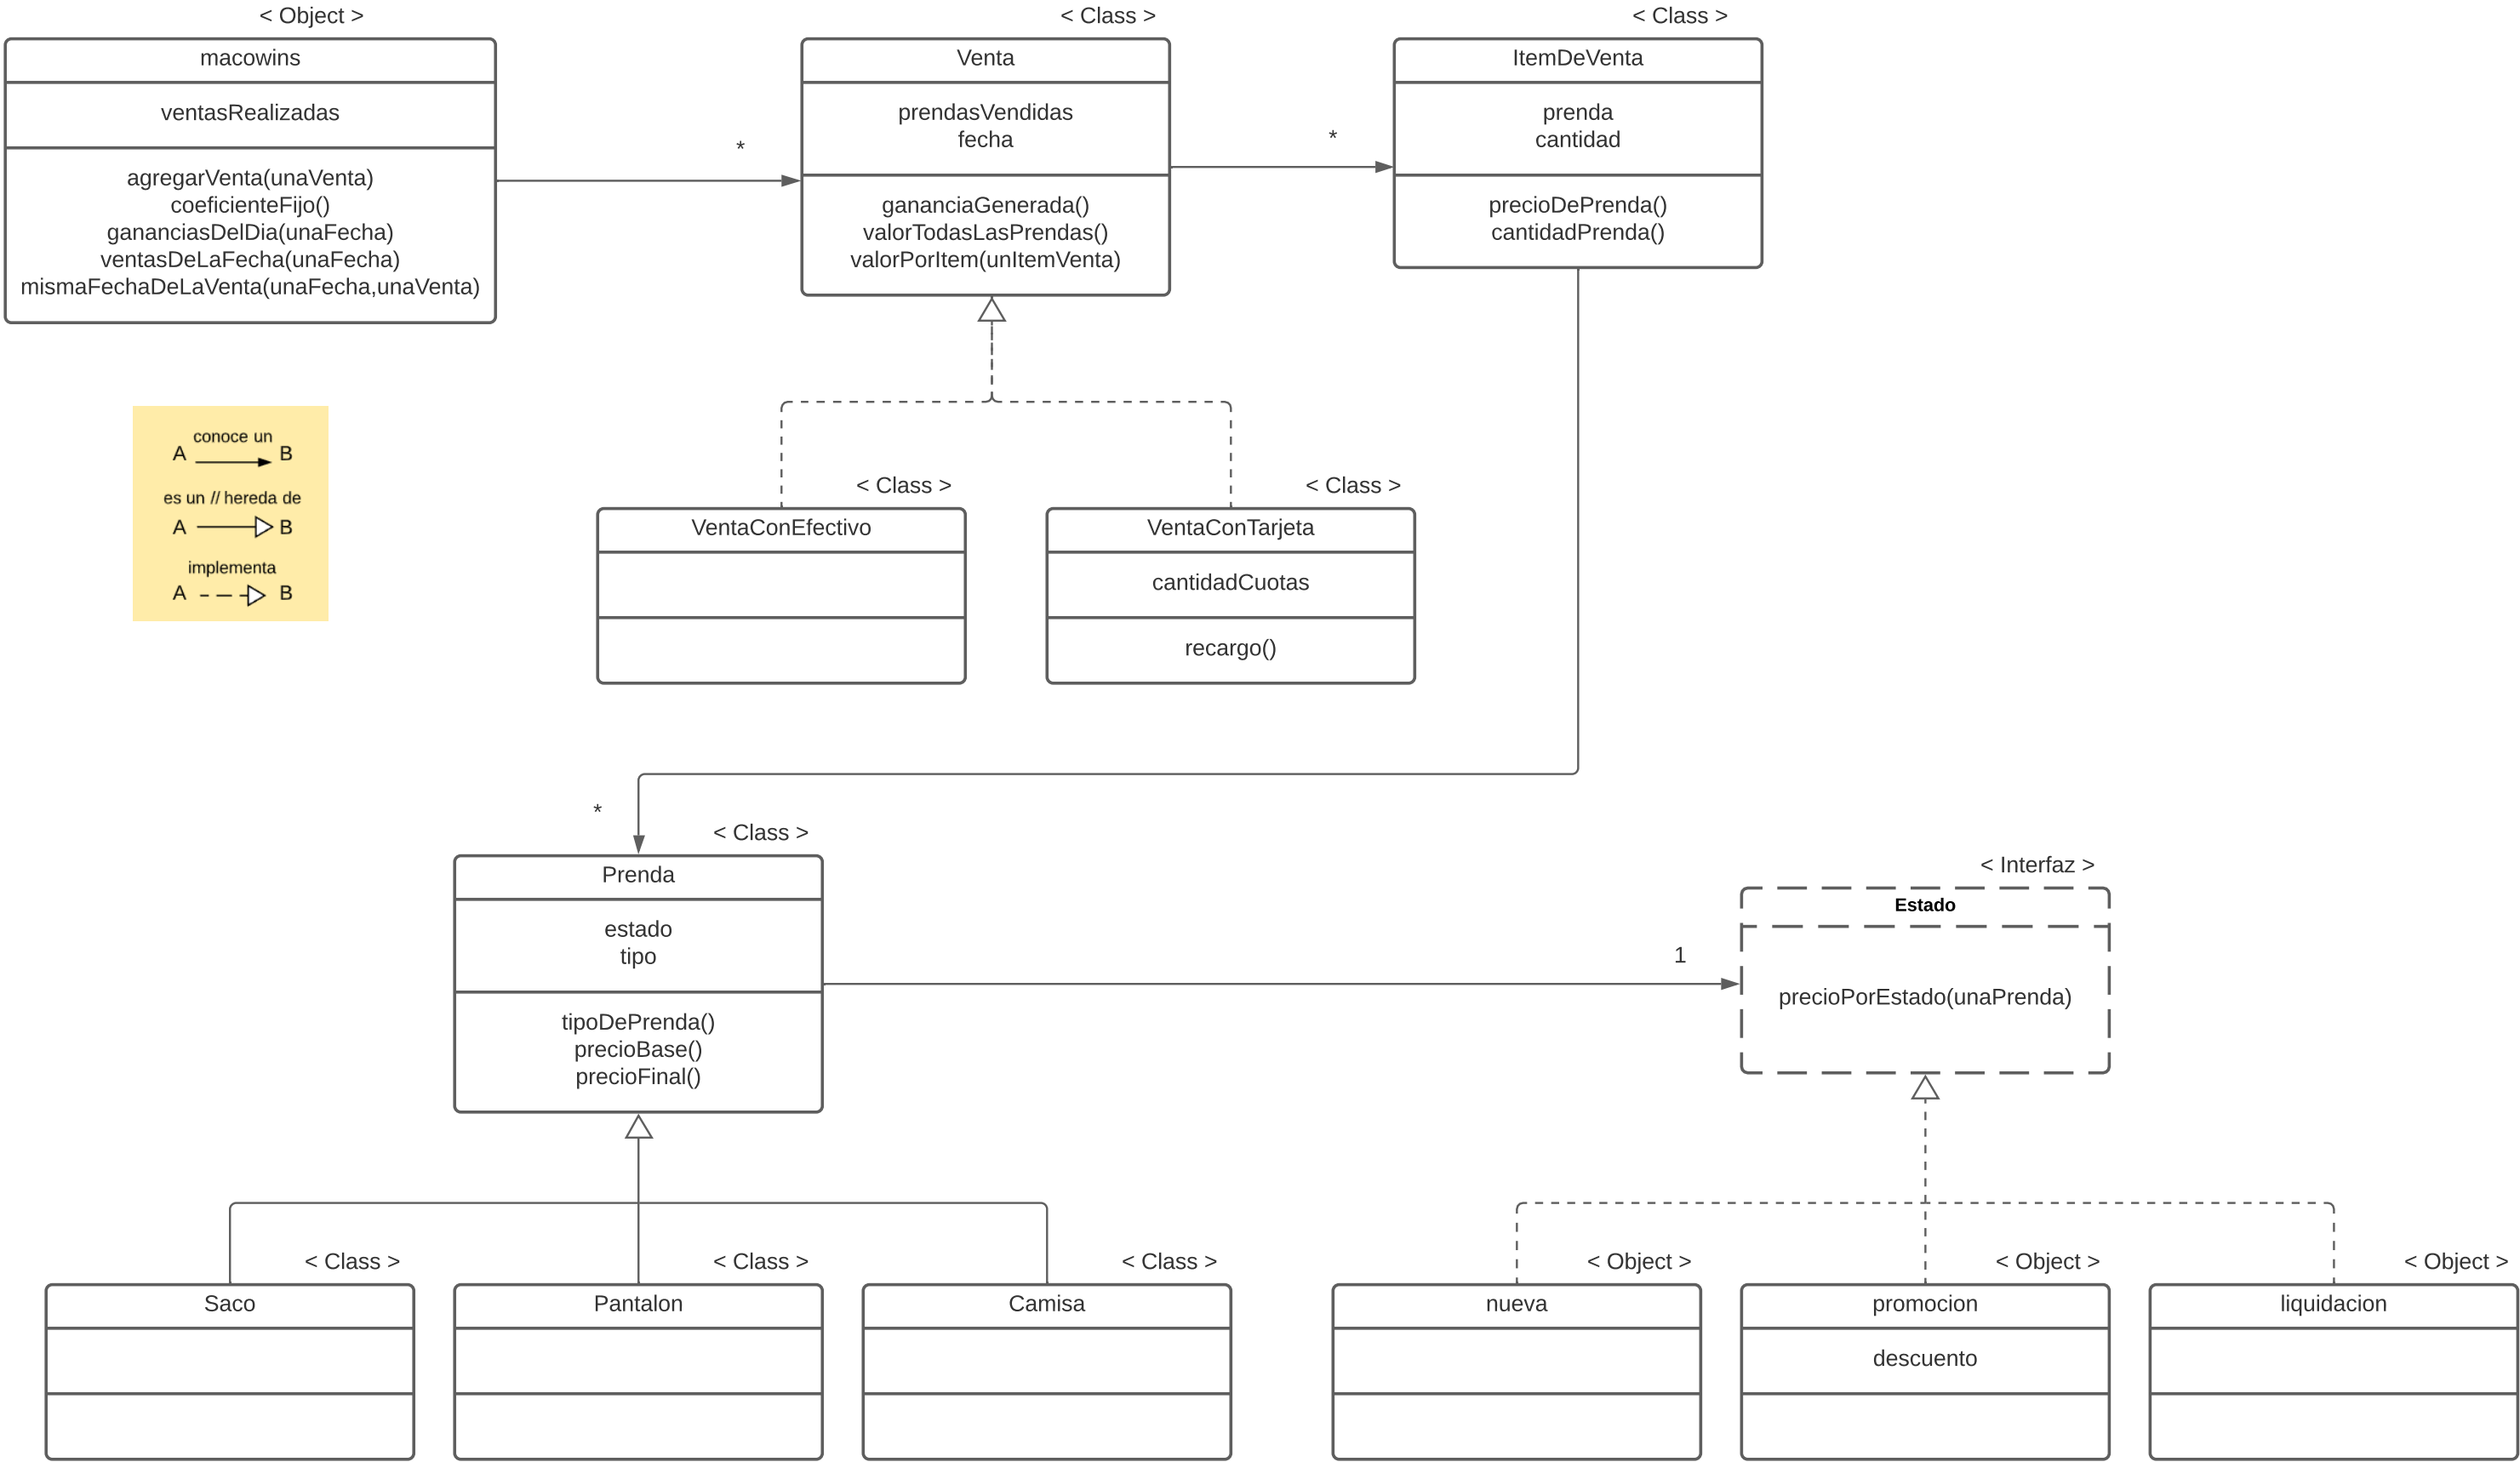 < Object >
macowins
ventasRealizadas
agregarVenta(unaVenta)
coeficienteFijo()
gananciasDelDia(unaFecha)
ventasDeLaFecha(unaFecha)
mismaFechaDeLaVenta(unaFecha,unaVenta)
*
< Class >
Venta
prendasVendidas
fecha
gananciaGenerada()
valorTodasLasPrendas()
valorPorItem(unItemVenta)
*
< Class >
ItemDeVenta
prenda
cantidad
precioDePrenda()
cantidadPrenda()
conoce un
A B
es un // hereda de
A B
implementa
A B
< Class >
VentaConEfectivo
< Class >
VentaConTarjeta
cantidadCuotas
recargo()
*
< Class >
Prenda
estado
tipo
tipoDePrenda()
precioBase()
precioFinal()
1
< Interfaz >
Estado
precioPorEstado(unaPrenda)
< Class >
Saco
< Class >
Pantalon
< Class >
Camisa
< Object >
nueva
< Object >
promocion
descuento
< Object >
liquidacion